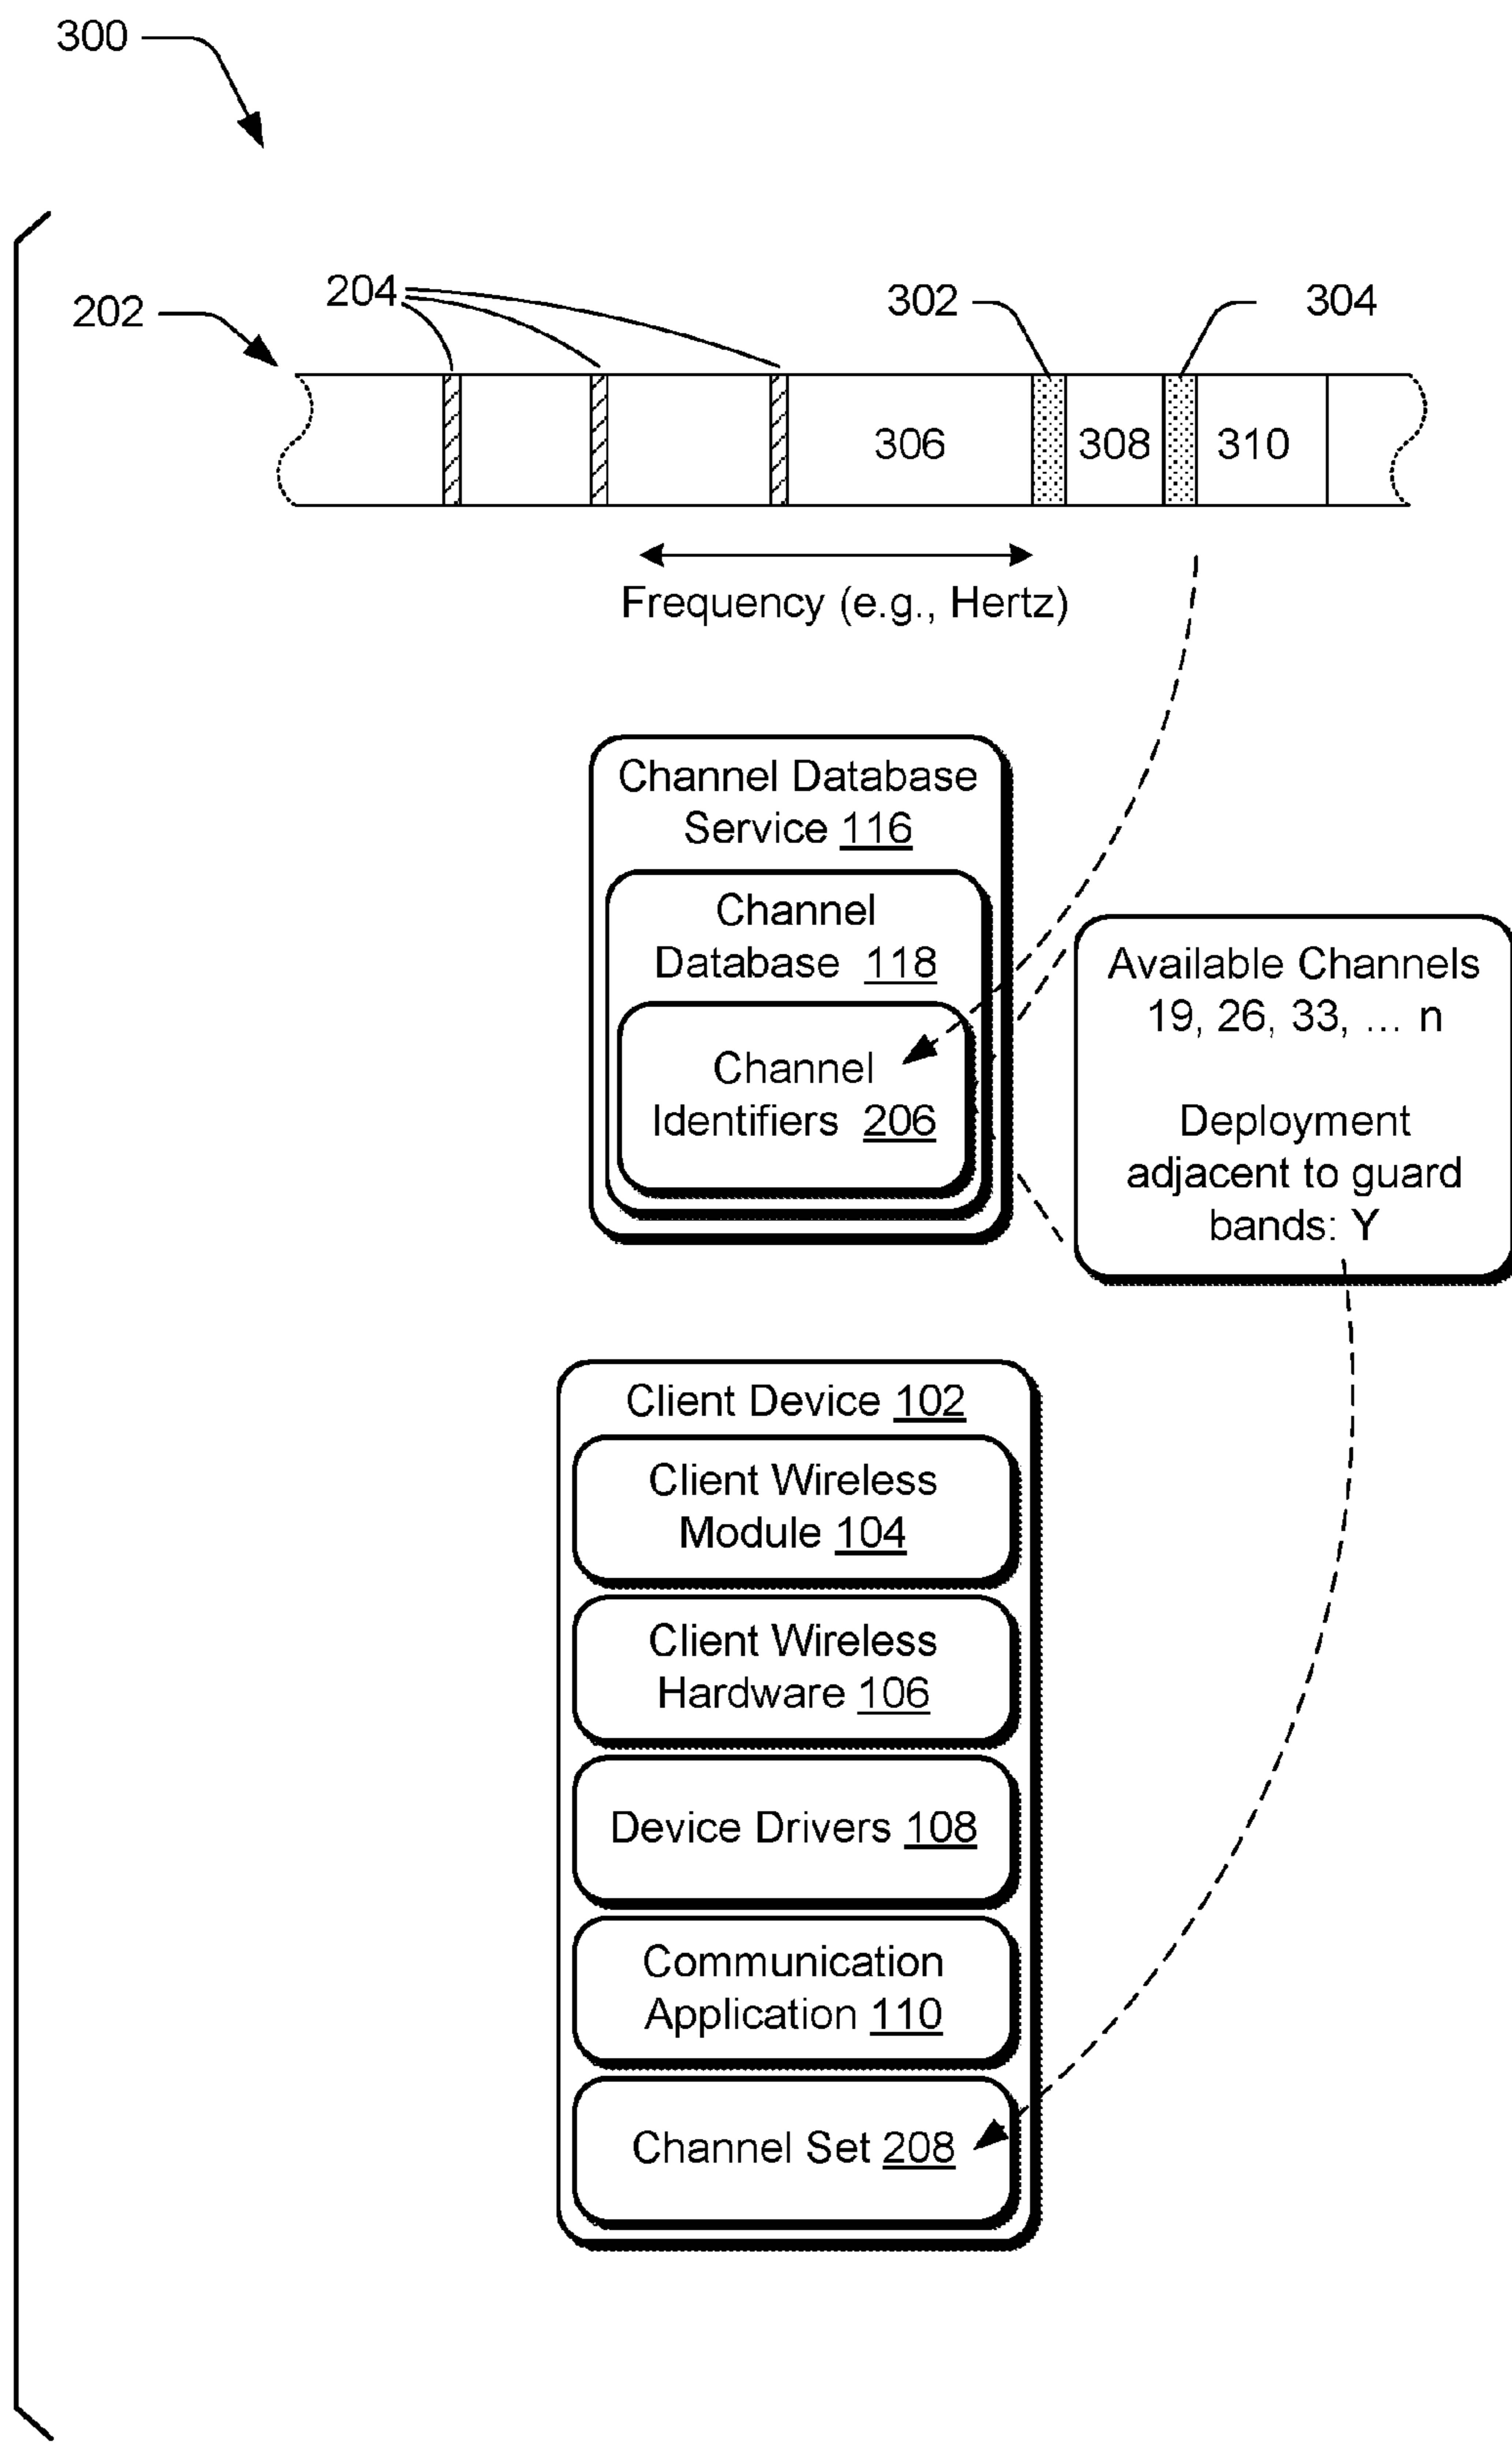 300
202
204
302
304
306
308
310
Frequency (e.g., Hertz)
Channel Database
Service 116
Channel
Database 118
Channel
Identifiers 206
Available Channels
19, 26, 33, ... n
Deployment
adjacent to guard
bands: Y
Client Device 102
Client Wireless
Module 104
Client Wireless
Hardware 106
Device Drivers 108
Communication
Application 110
Channel Set 208